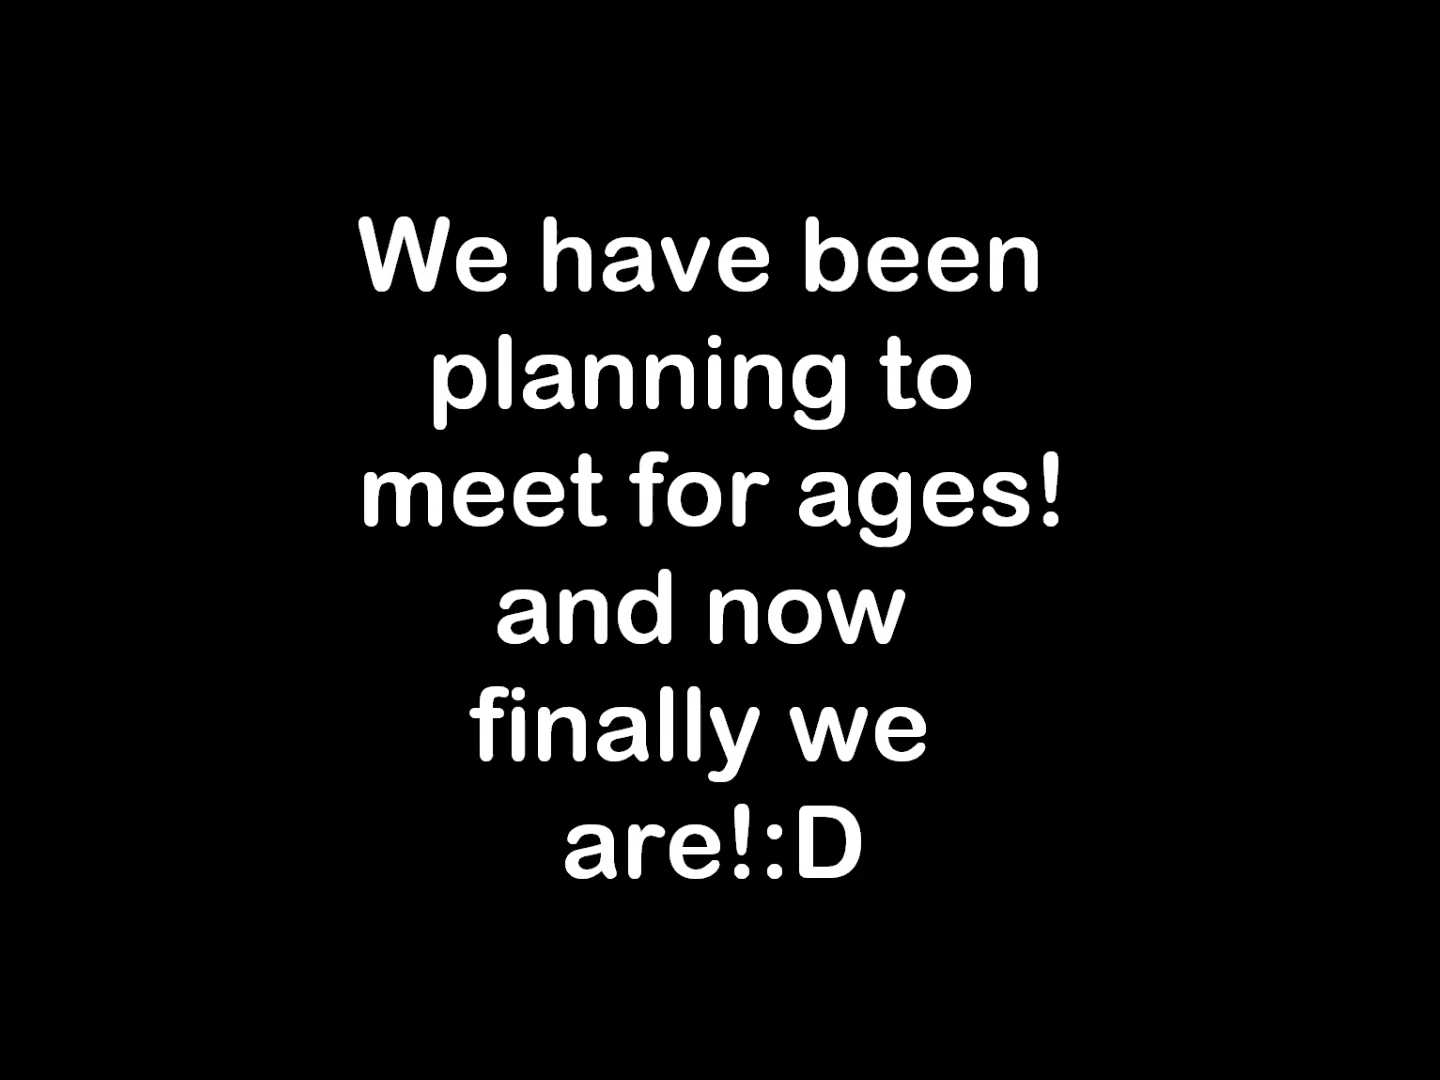 We have been
planning to
meet for ages!
and now
finally we
are!:D